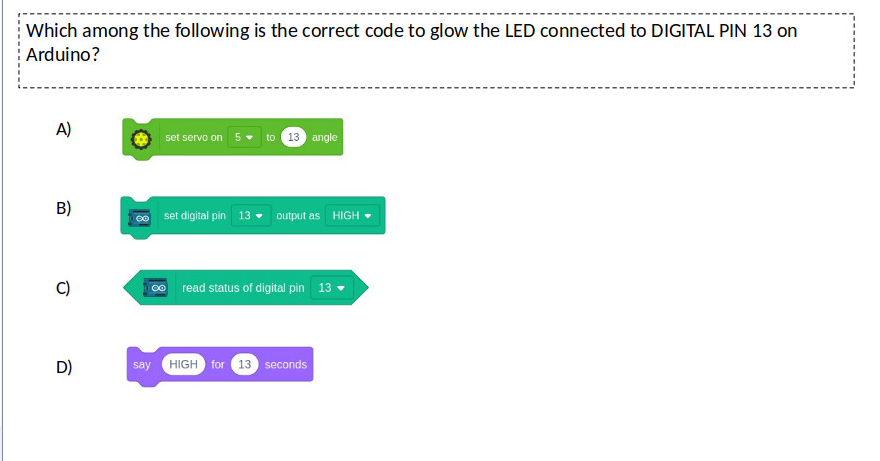 Which among the following is the correct code to glow the LED connected to DIGITAL PIN 13 on
Arduino?
A) set servo on 5 to 13 angle
B) set digital pin 13 output as HIGH
C) read status of digital pin 13
D) say HIGH for 13 seconds